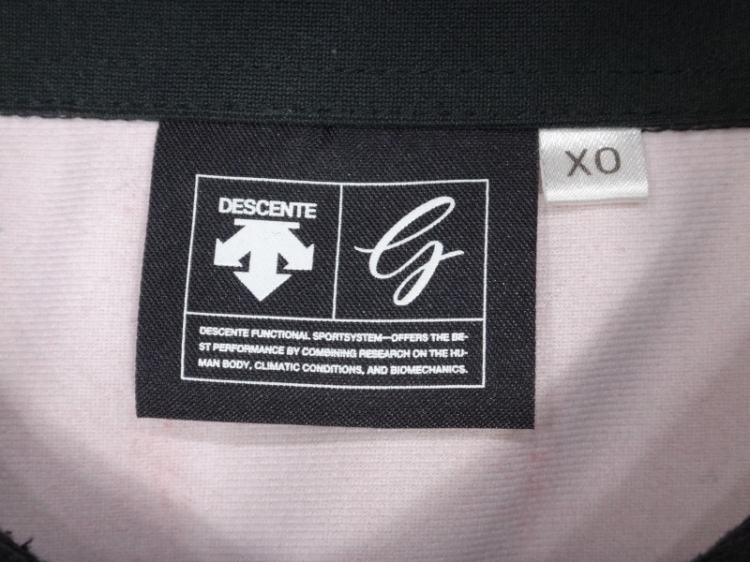 XO
DESCENTE
G
DESCENTE FUNCTIONAL SPORTSYSTEM—OFFERS THE BE-
ST PERFORMANCE BY COMBINING RESEARCH ON THE HU-
MAN BODY, CLIMATIC CONDITIONS, AND BIOMECHANICS.